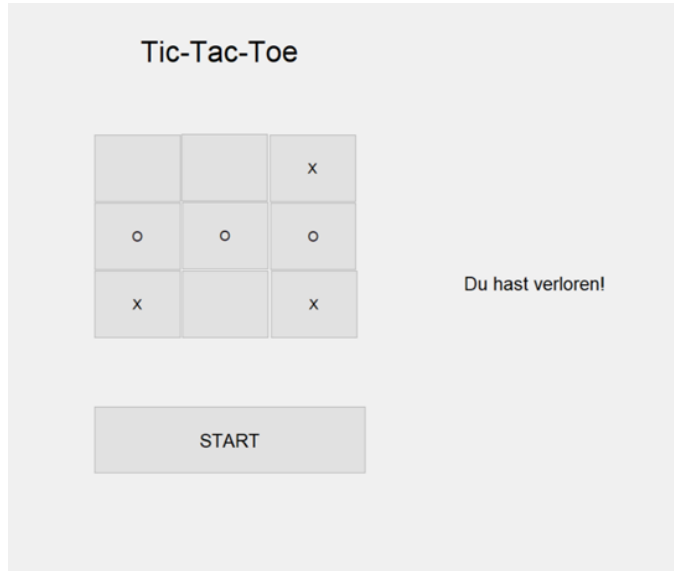 Tic-Tac-Toe
x
o o o
x x
Du hast verloren!
START